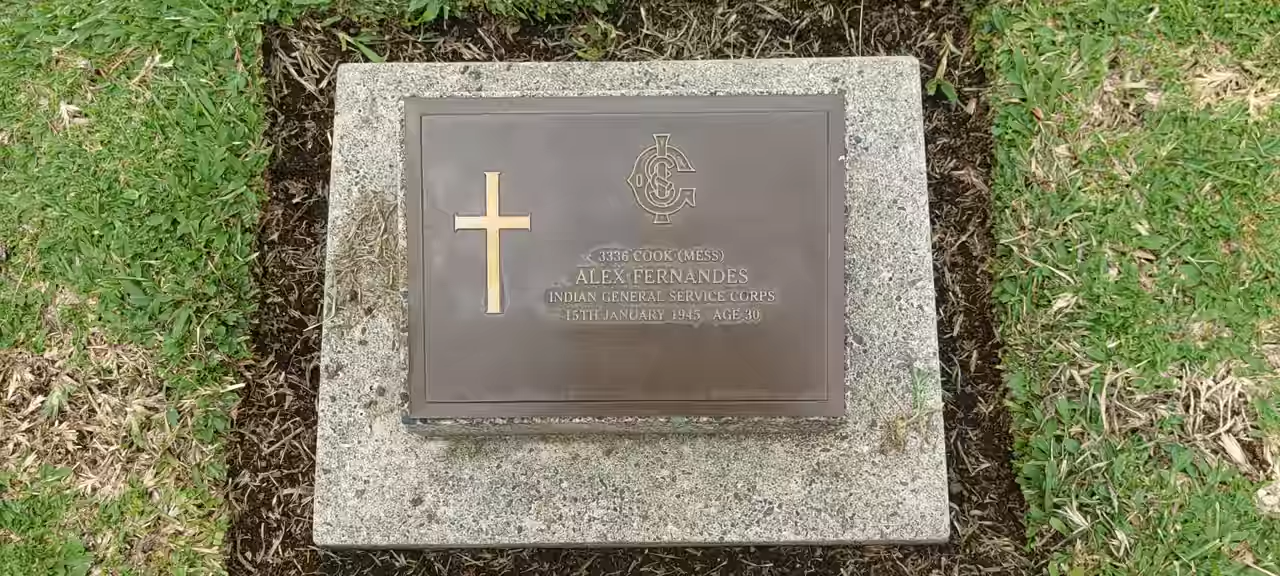 3336 COOK (MESS)
ALEX FERNANDES
INDIAN GENERAL SERVICE CORPS
15TH JANUARY 1945 AGE 30